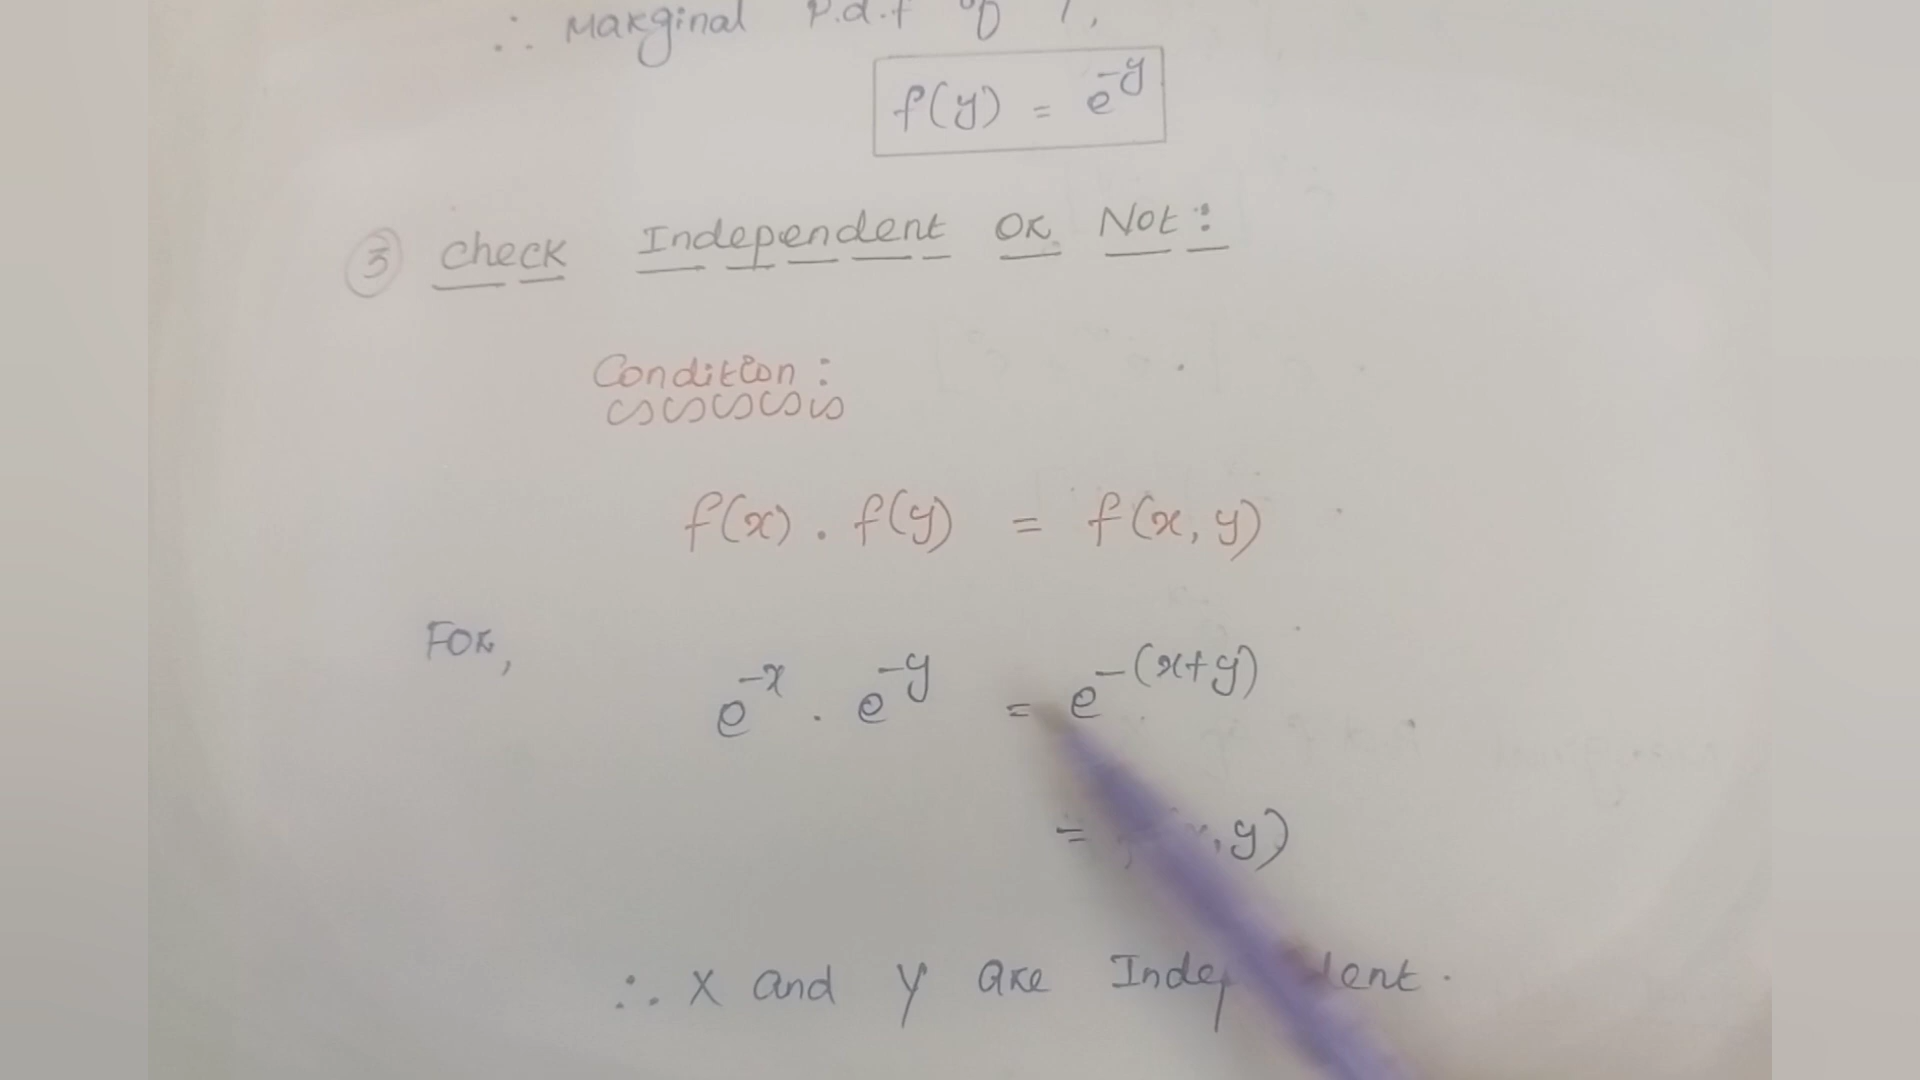 ∴ Marginal P.d.f of Y,
f(y) = e^-y
③ Check Independent OR Not:
Condition:
f(x) . f(y) = f(x, y)
For,
e^-x . e^-y = e^-(x+y)
= , y)
∴ X and Y are